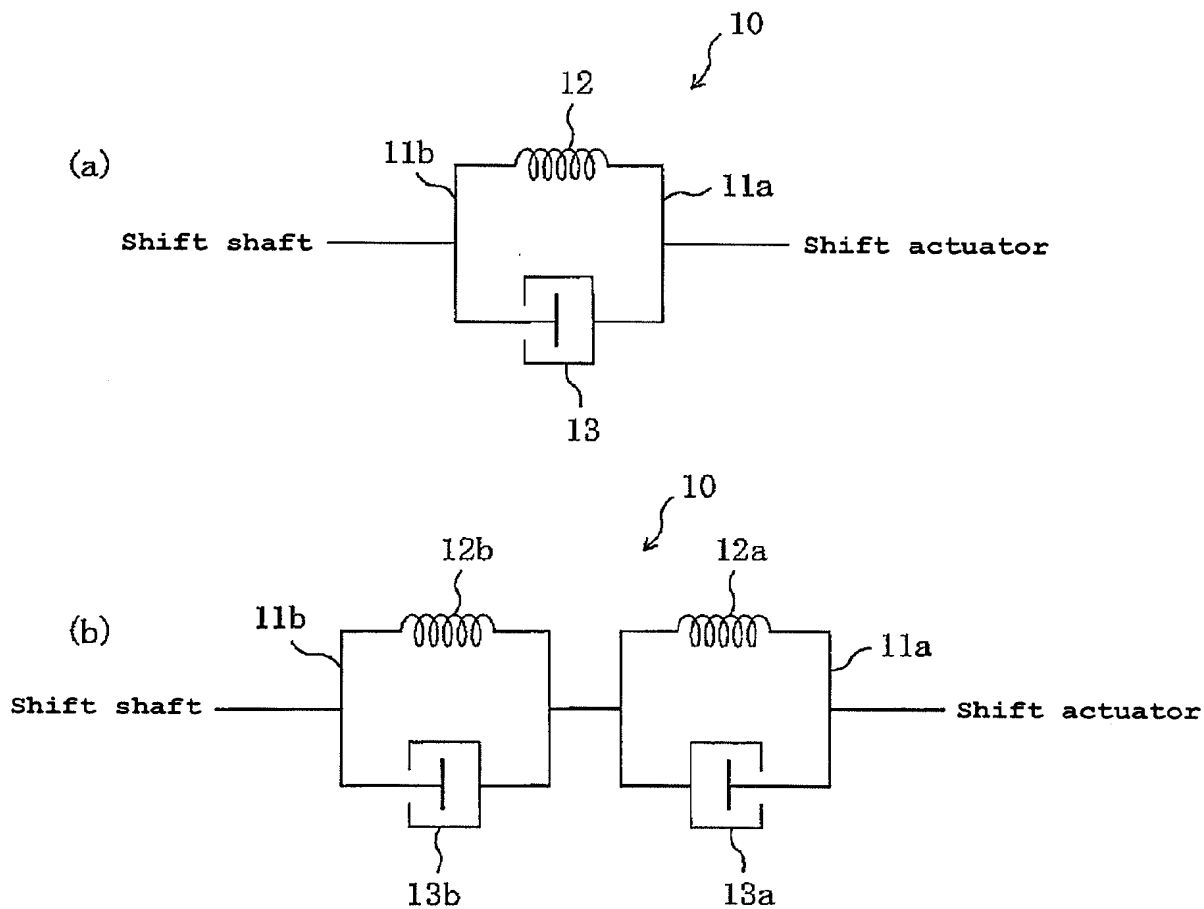 10
12
(a)
11b
11a
Shift shaft
Shift actuator
13
10
12b
12a
(b)
11b
11a
Shift shaft
Shift actuator
13b
13a